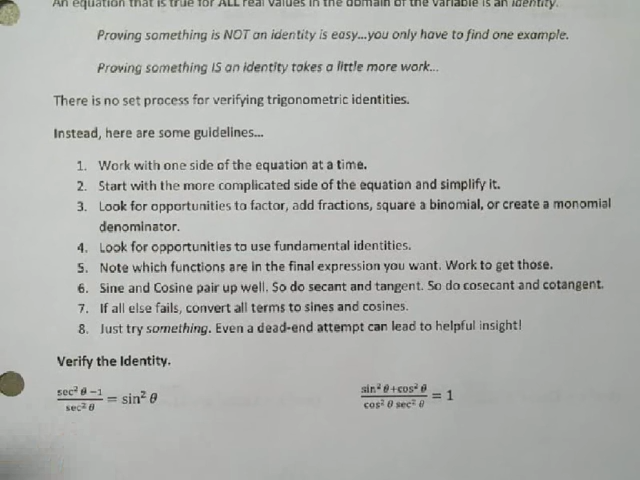 An equation that is true for ALL real values in the domain of the variable is an identity.
Proving something is NOT an identity is easy...you only have to find one example.
Proving something IS an identity takes a little more work...
There is no set process for verifying trigonometric identities.
Instead, here are some guidelines...
1. Work with one side of the equation at a time.
2. Start with the more complicated side of the equation and simplify it.
3. Look for opportunities to factor, add fractions, square a binomial, or create a monomial
denominator.
4. Look for opportunities to use fundamental identities.
5. Note which functions are in the final expression you want. Work to get those.
6. Sine and Cosine pair up well. So do secant and tangent. So do cosecant and cotangent.
7. If all else fails, convert all terms to sines and cosines.
8. Just try something. Even a dead-end attempt can lead to helpful insight!
Verify the Identity.
sec² θ −1 / sec² θ = sin² θ
sin² θ +cos² θ / cos² θ sec² θ = 1